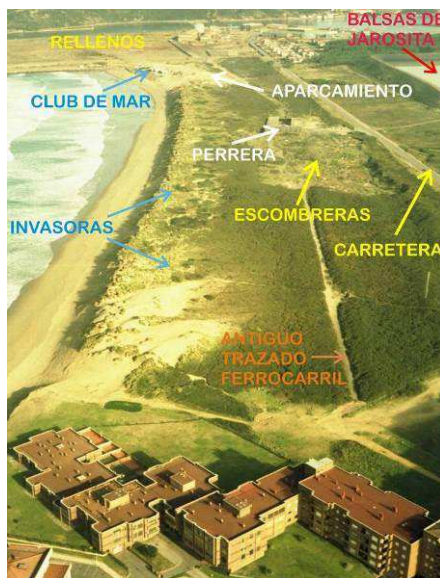 BALSAS DE
JAROSITA
RELLENOS
CLUB DE MAR
APARCAMIENTO
PERRERA
INVASORAS
ESCOMBRERAS
CARRETERA
ANTIGUO
TRAZADO
FERROCARRIL